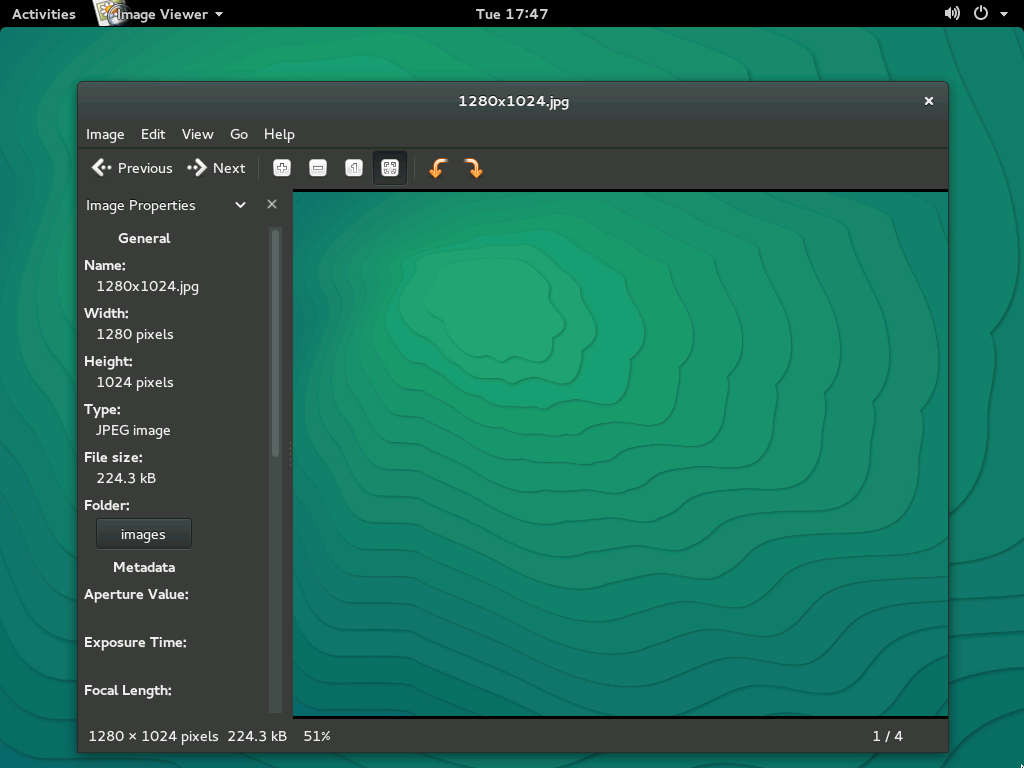 Activities Image Viewer Tue 17:47
1280x1024.jpg
Image Edit View Go Help
Previous Next 1
Image Properties
General
Name:
1280x1024.jpg
Width:
1280 pixels
Height:
1024 pixels
Type:
JPEG image
File size:
224.3 kB
Folder:
images
Metadata
Aperture Value:
Exposure Time:
Focal Length:
1280 × 1024 pixels 224.3 kB 51% 1 / 4